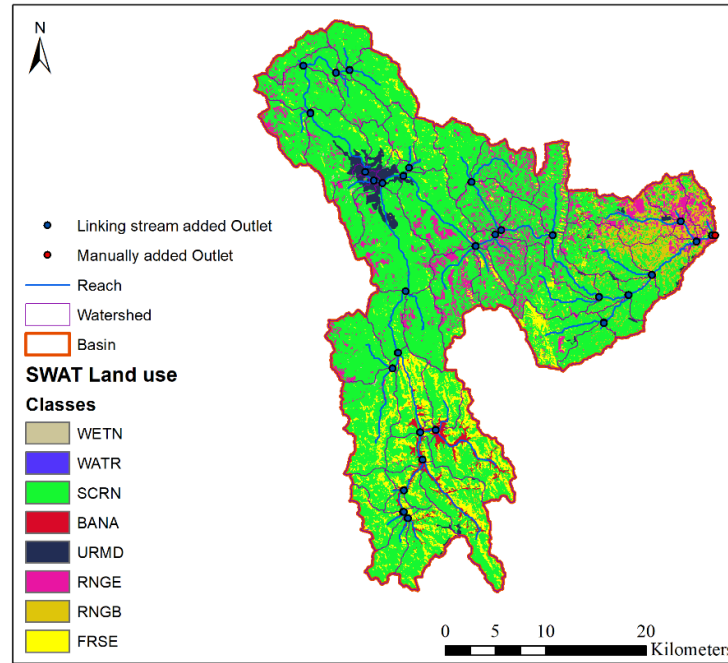 N
Linking stream added Outlet
Manually added Outlet
Reach
Watershed
Basin
SWAT Land use
Classes
WETN
WATR
SCRN
BANA
URMD
RNGE
RNGB
FRSE
0 5 10 20
Kilometer